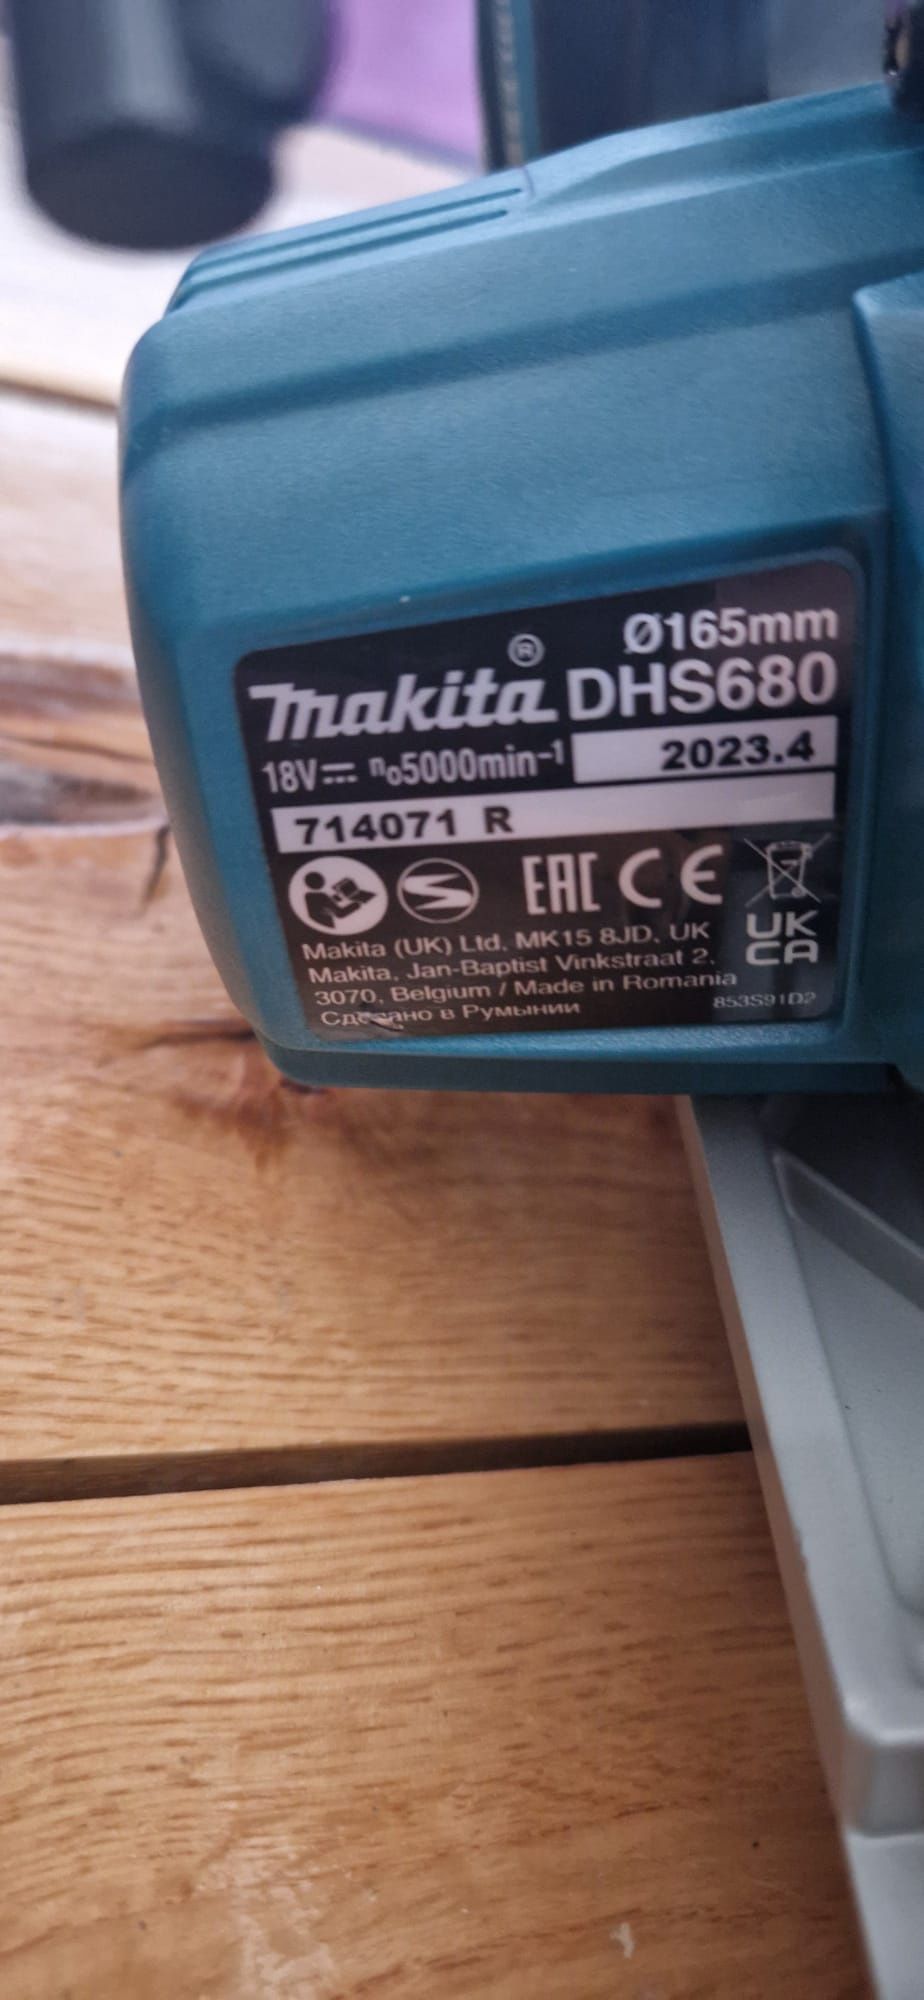 Ø165mm
makita® DHS680
18V⎓ n₀5000min⁻¹ 2023.4
714071 R
EAC CE
UK
CA
Makita (UK) Ltd. MK15 8JD, UK
Makita, Jan-Baptist Vinkstraat 2,
3070, Belgium / Made in Romania
853S91D2
в Румынии